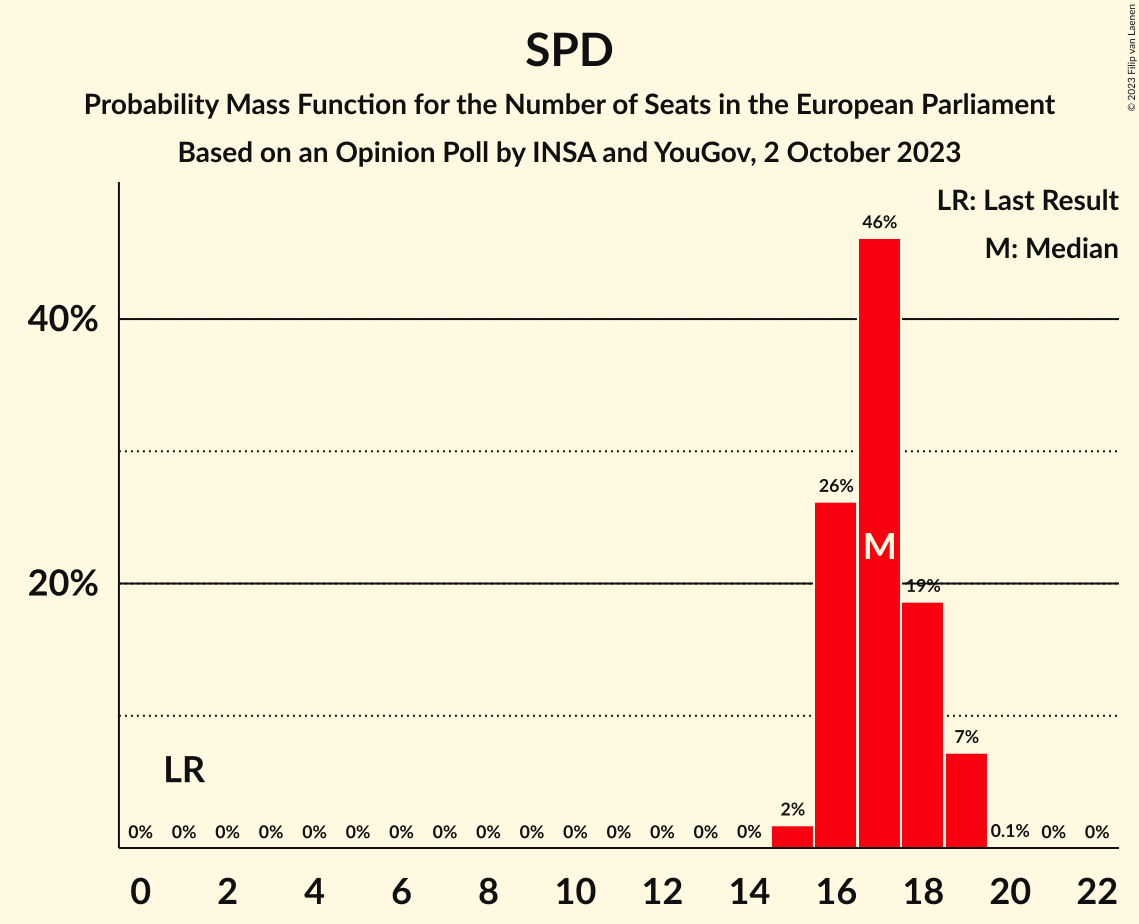 SPD
Probability Mass Function for the Number of Seats in the European Parliament
Based on an Opinion Poll by INSA and YouGov, 2 October 2023
© 2023 Filip van Laenen
LR: Last Result
M: Median
46%
40%
26%
M
20%
19%
7%
LR
2%
0% 0% 0% 0% 0% 0% 0% 0% 0% 0% 0% 0% 0% 0% 0% 0.1% 0% 0%
0 2 4 6 8 10 12 14 16 18 20 22